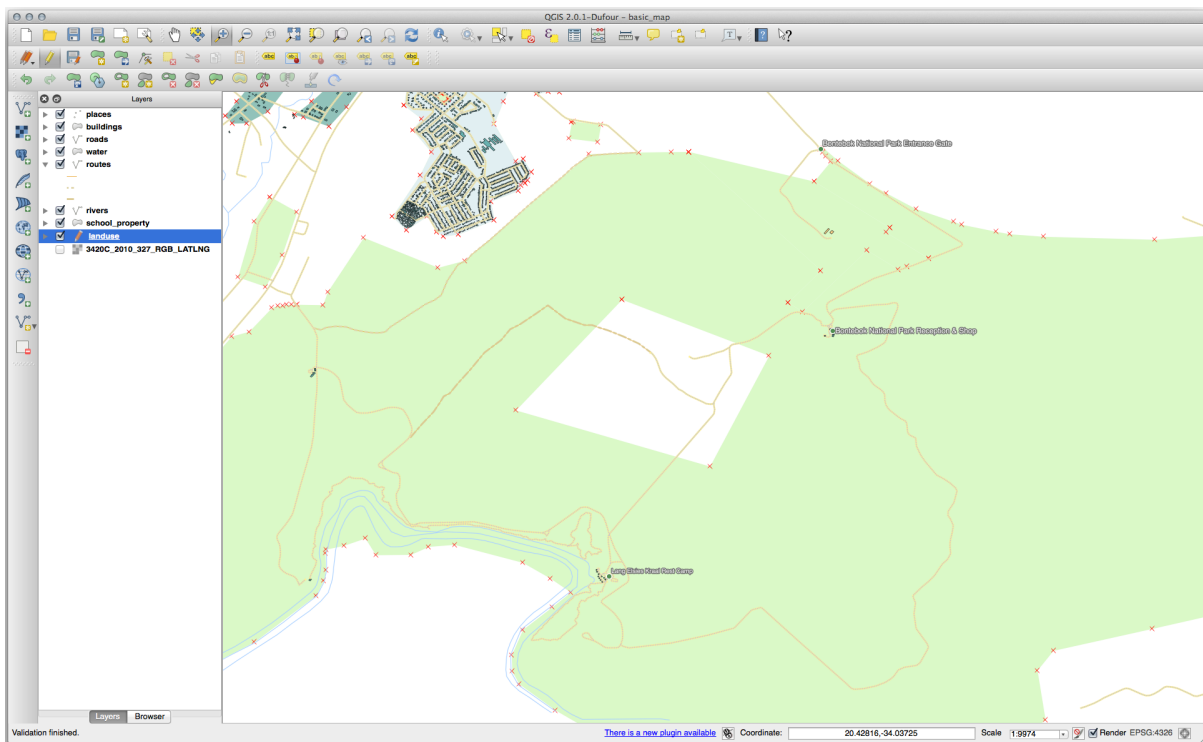 QGIS 2.0.1-Dufour - basic_map
Layers
places
buildings
roads
water
routes
rivers
school_property
landuse
3420C_2010_327_RGB_LATLNG
Bontebok National Park Entrance Gate
Bontebok National Park Reception & Shop
Lang Elsies Kraal Rest Camp
Layers Browser
Validation finished. There is a new plugin available Coordinate: 20.42816,-34.03725 Scale 1:9974 Render EPSG:4326